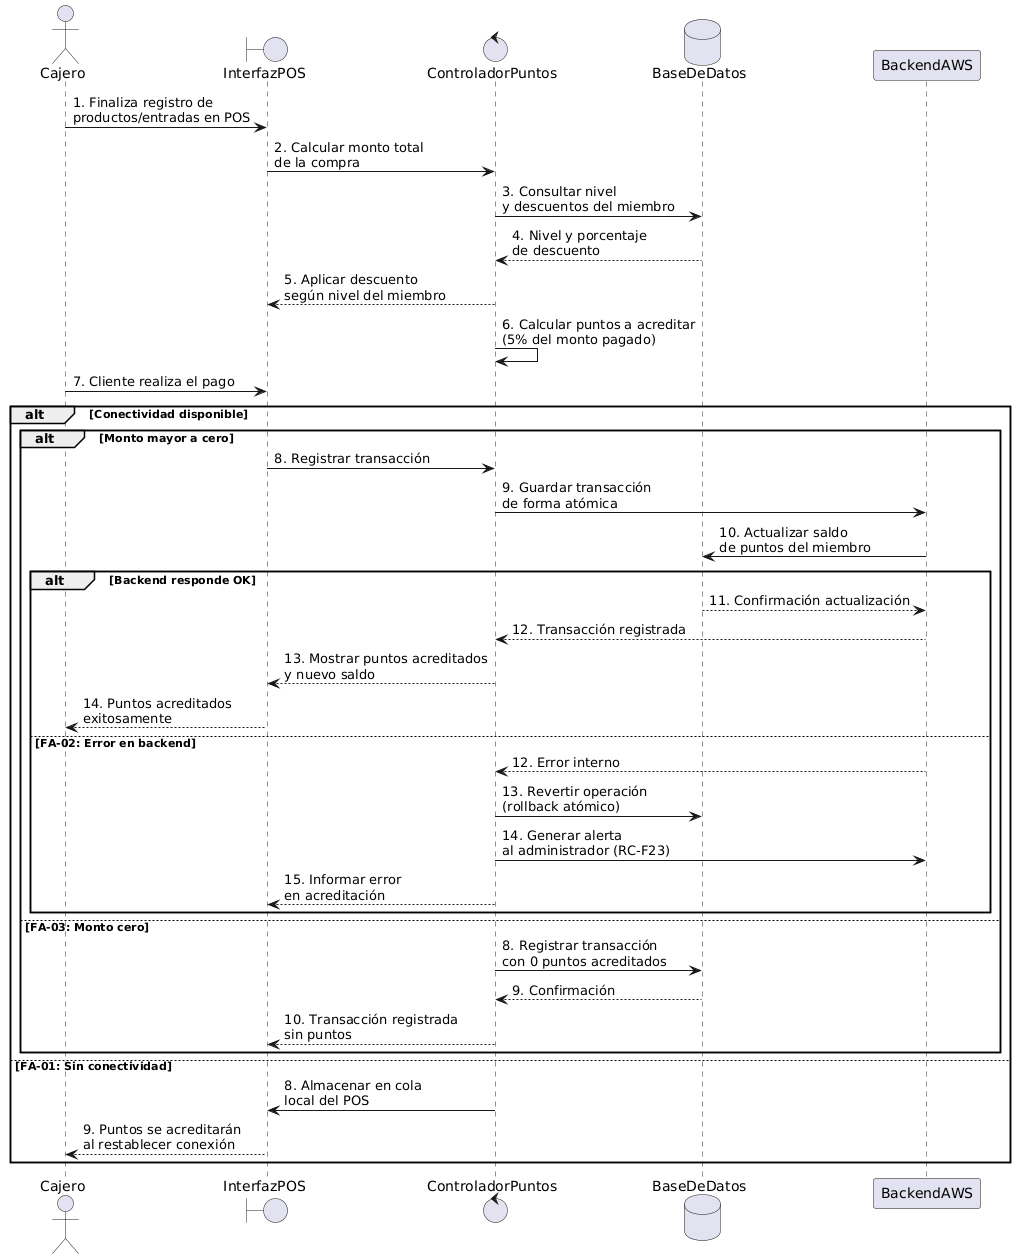 Cajero
InterfazPOS
ControladorPuntos
BaseDeDatos
BackendAWS
1. Finaliza registro de
productos/entradas en POS
2. Calcular monto total
de la compra
3. Consultar nivel
y descuentos del miembro
4. Nivel y porcentaje
de descuento
5. Aplicar descuento
según nivel del miembro
6. Calcular puntos a acreditar
(5% del monto pagado)
7. Cliente realiza el pago
alt [Conectividad disponible]
alt [Monto mayor a cero]
8. Registrar transacción
9. Guardar transacción
de forma atómica
10. Actualizar saldo
de puntos del miembro
alt [Backend responde OK]
11. Confirmación actualización
12. Transacción registrada
13. Mostrar puntos acreditados
y nuevo saldo
14. Puntos acreditados
exitosamente
[FA-02: Error en backend]
12. Error interno
13. Revertir operación
(rollback atómico)
14. Generar alerta
al administrador (RC-F23)
15. Informar error
en acreditación
[FA-03: Monto cero]
8. Registrar transacción
con 0 puntos acreditados
9. Confirmación
10. Transacción registrada
sin puntos
[FA-01: Sin conectividad]
8. Almacenar en cola
local del POS
9. Puntos se acreditarán
al restablecer conexión
Cajero
InterfazPOS
ControladorPuntos
BaseDeDatos
BackendAWS